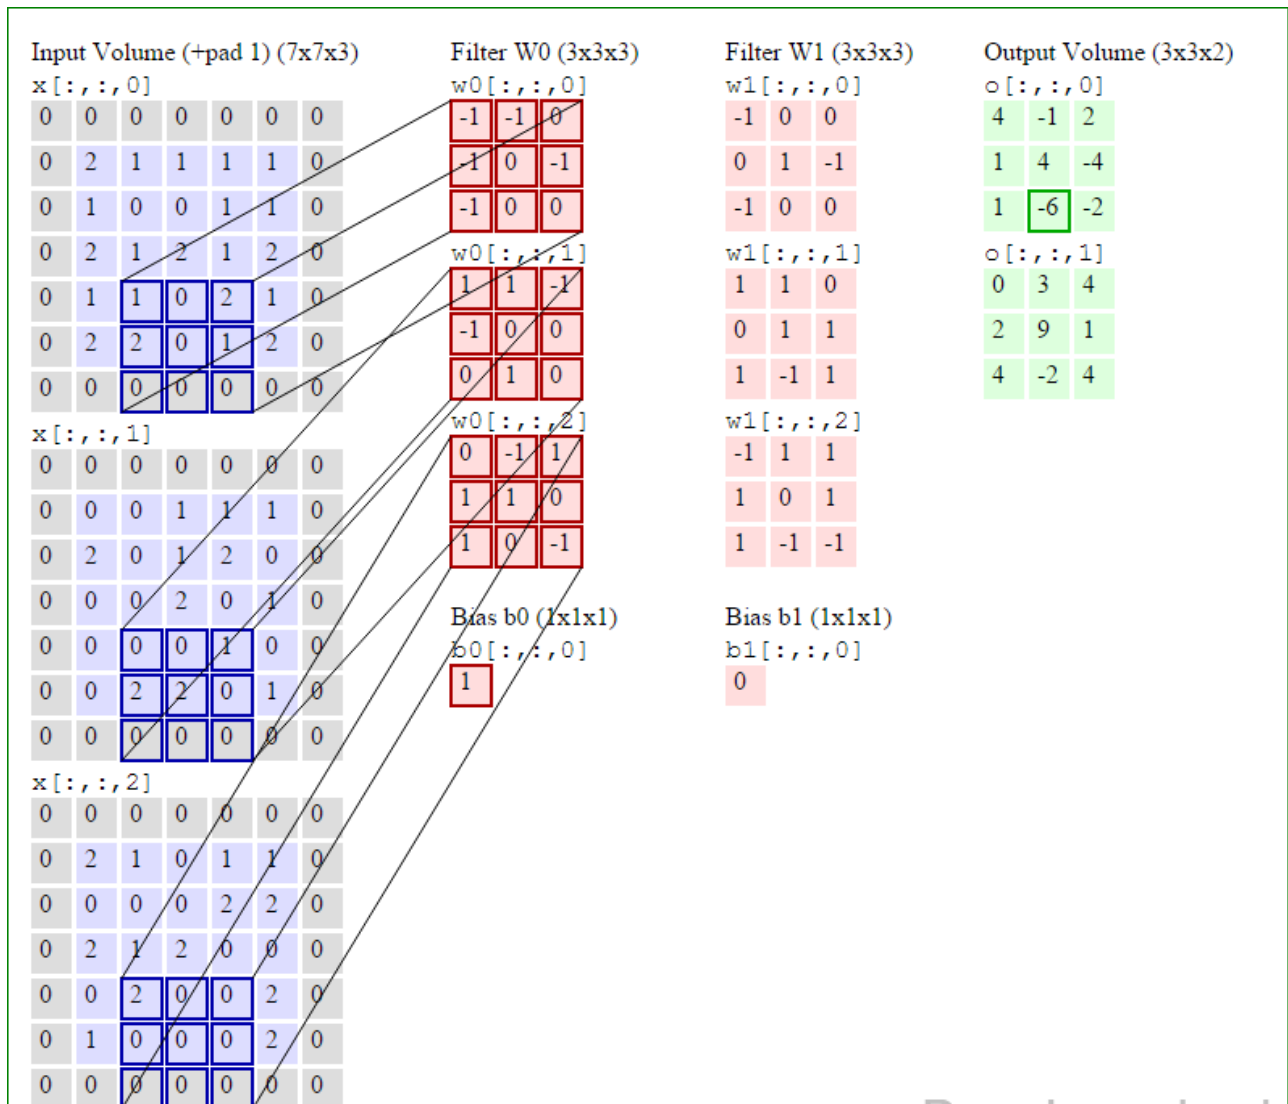 Input Volume (+pad 1) (7x7x3)
x[:,:,0]
0 0 0 0 0 0 0
0 2 1 1 1 1 0
0 1 0 0 1 1 0
0 2 1 2 1 2 0
0 1 1 0 2 1 0
0 2 2 0 1 2 0
0 0 0 0 0 0 0
x[:,:,1]
0 0 0 0 0 0 0
0 0 0 1 1 1 0
0 2 0 1 2 0 0
0 0 0 2 0 1 0
0 0 0 0 1 0 0
0 0 2 2 0 1 0
0 0 0 0 0 0 0
x[:,:,2]
0 0 0 0 0 0 0
0 2 1 0 1 1 0
0 0 0 0 2 2 0
0 2 1 2 0 0 0
0 0 2 0 0 2 0
0 1 0 0 0 2 0
0 0 0 0 0 0 0
Filter W0 (3x3x3)
w0[:,:,0]
-1 -1 0
-1 0 -1
-1 0 0
w0[:,:,1]
1 1 -1
-1 0 0
0 1 0
w0[:,:,2]
0 -1 1
1 1 0
1 0 -1
Bias b0 (1x1x1)
b0[:,:,0]
1
Filter W1 (3x3x3)
w1[:,:,0]
-1 0 0
0 1 -1
-1 0 0
w1[:,:,1]
1 1 0
0 1 1
1 -1 1
w1[:,:,2]
-1 1 1
1 0 1
1 -1 -1
Bias b1 (1x1x1)
b1[:,:,0]
0
Output Volume (3x3x2)
o[:,:,0]
4 -1 2
1 4 -4
1 -6 -2
o[:,:,1]
0 3 4
2 9 1
4 -2 4